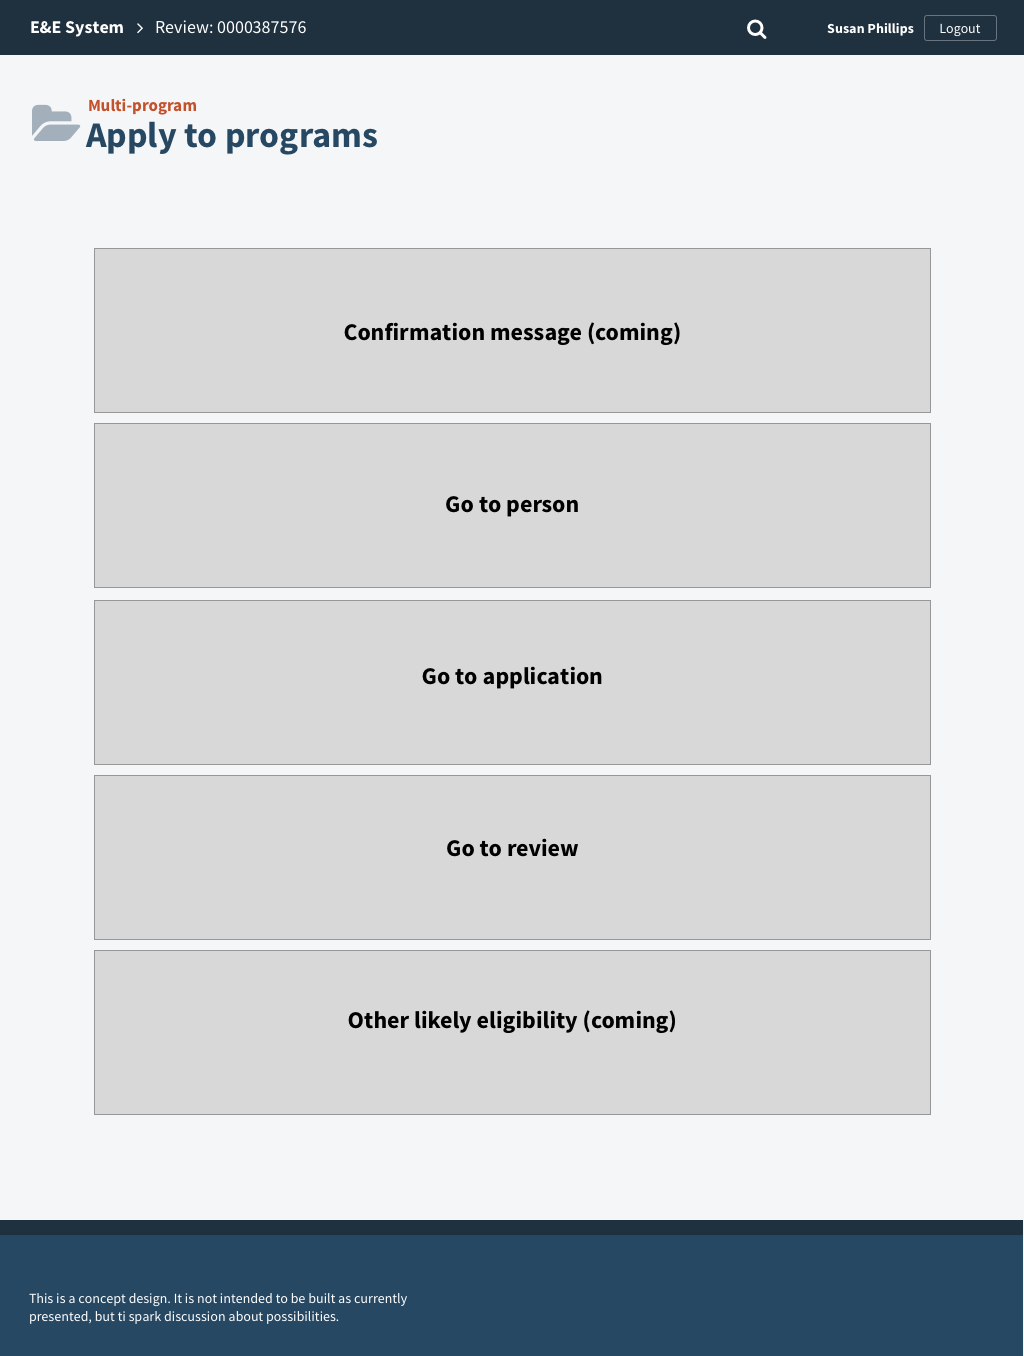 E&E System > Review: 0000387576
Susan Phillips
Logout
Multi-program
Apply to programs
Confirmation message (coming)
Go to person
Go to application
Go to review
Other likely eligibility (coming)
This is a concept design. It is not intended to be built as currently
presented, but ti spark discussion about possibilities.